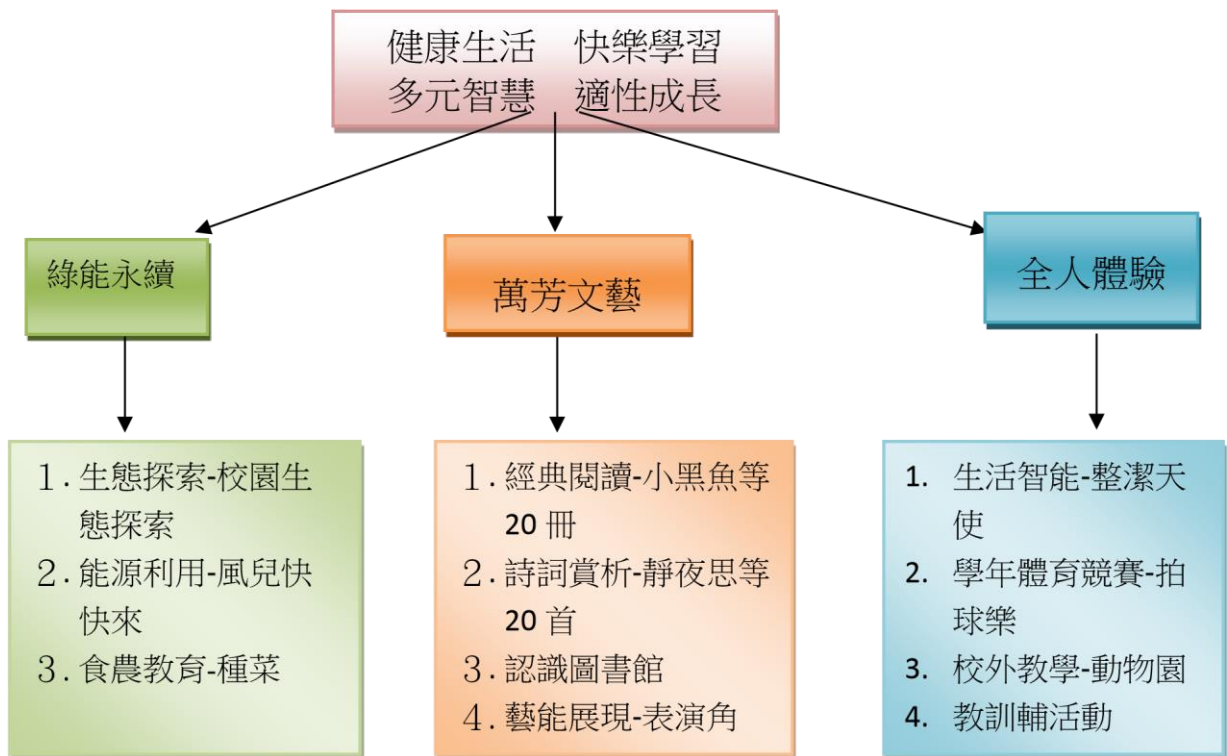 健康生活　快樂學習
多元智慧　適性成長
綠能永續
萬芳文藝
全人體驗
1. 生態探索-校園生
態探索
2. 能源利用-風兒快
快來
3. 食農教育-種菜
1. 經典閱讀-小黑魚等
20 冊
2. 詩詞賞析-靜夜思等
20 首
3. 認識圖書館
4. 藝能展現-表演角
1. 生活智能-整潔天
使
2. 學年體育競賽-拍
球樂
3. 校外教學-動物園
4. 教訓輔活動